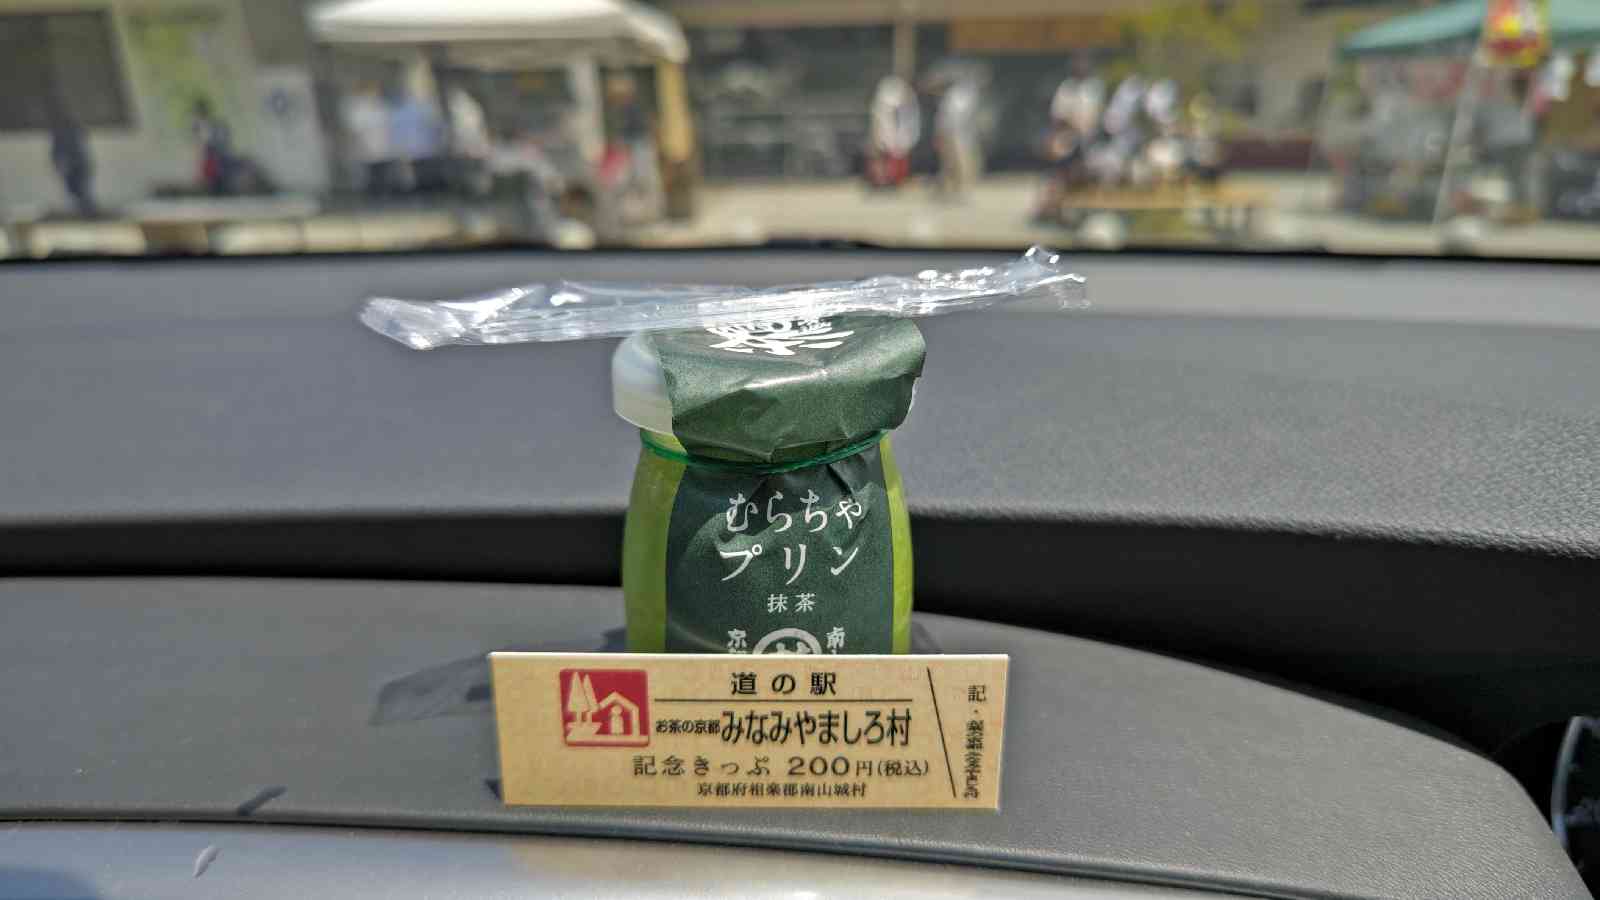 むらちゃ
プリン
抹茶
道の駅
お茶の京都みなみやましろ村
記念きっぷ 200円(税込)
京都府相楽郡南山城村